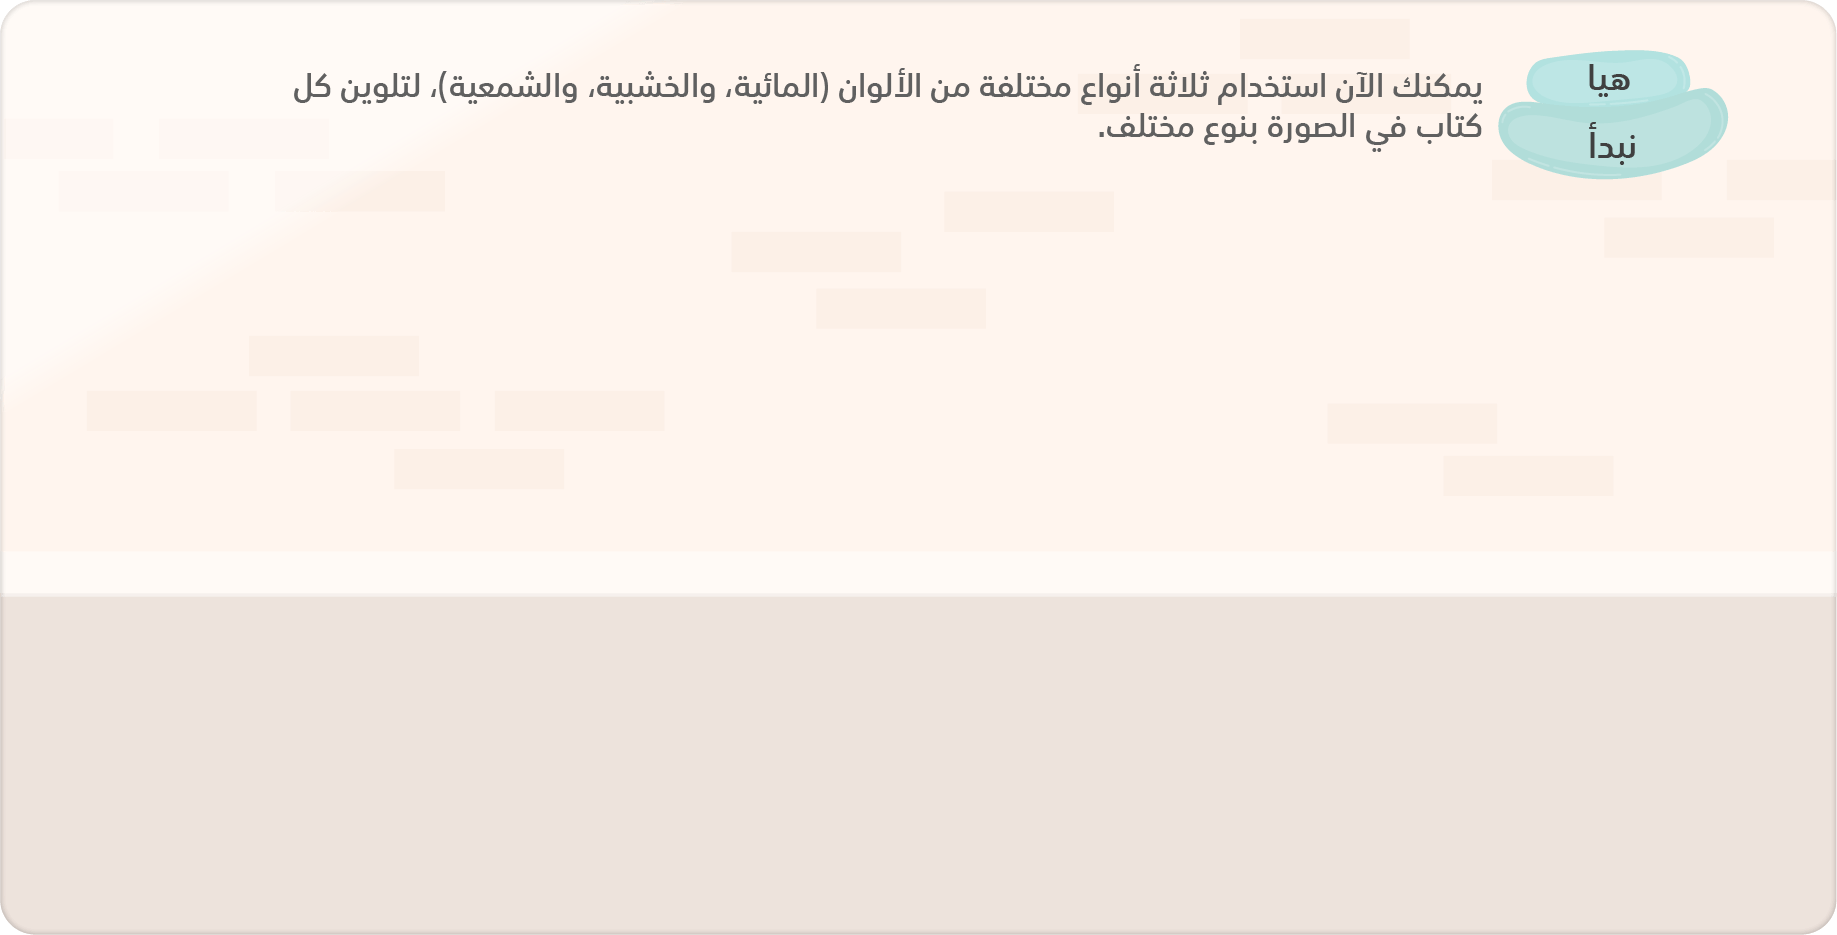 هيا
نبدأ
يمكنك الآن استخدام ثلاثة أنواع مختلفة من الألوان (المائية، والخشبية، والشمعية)، لتلوين كل
كتاب في الصورة بنوع مختلف.